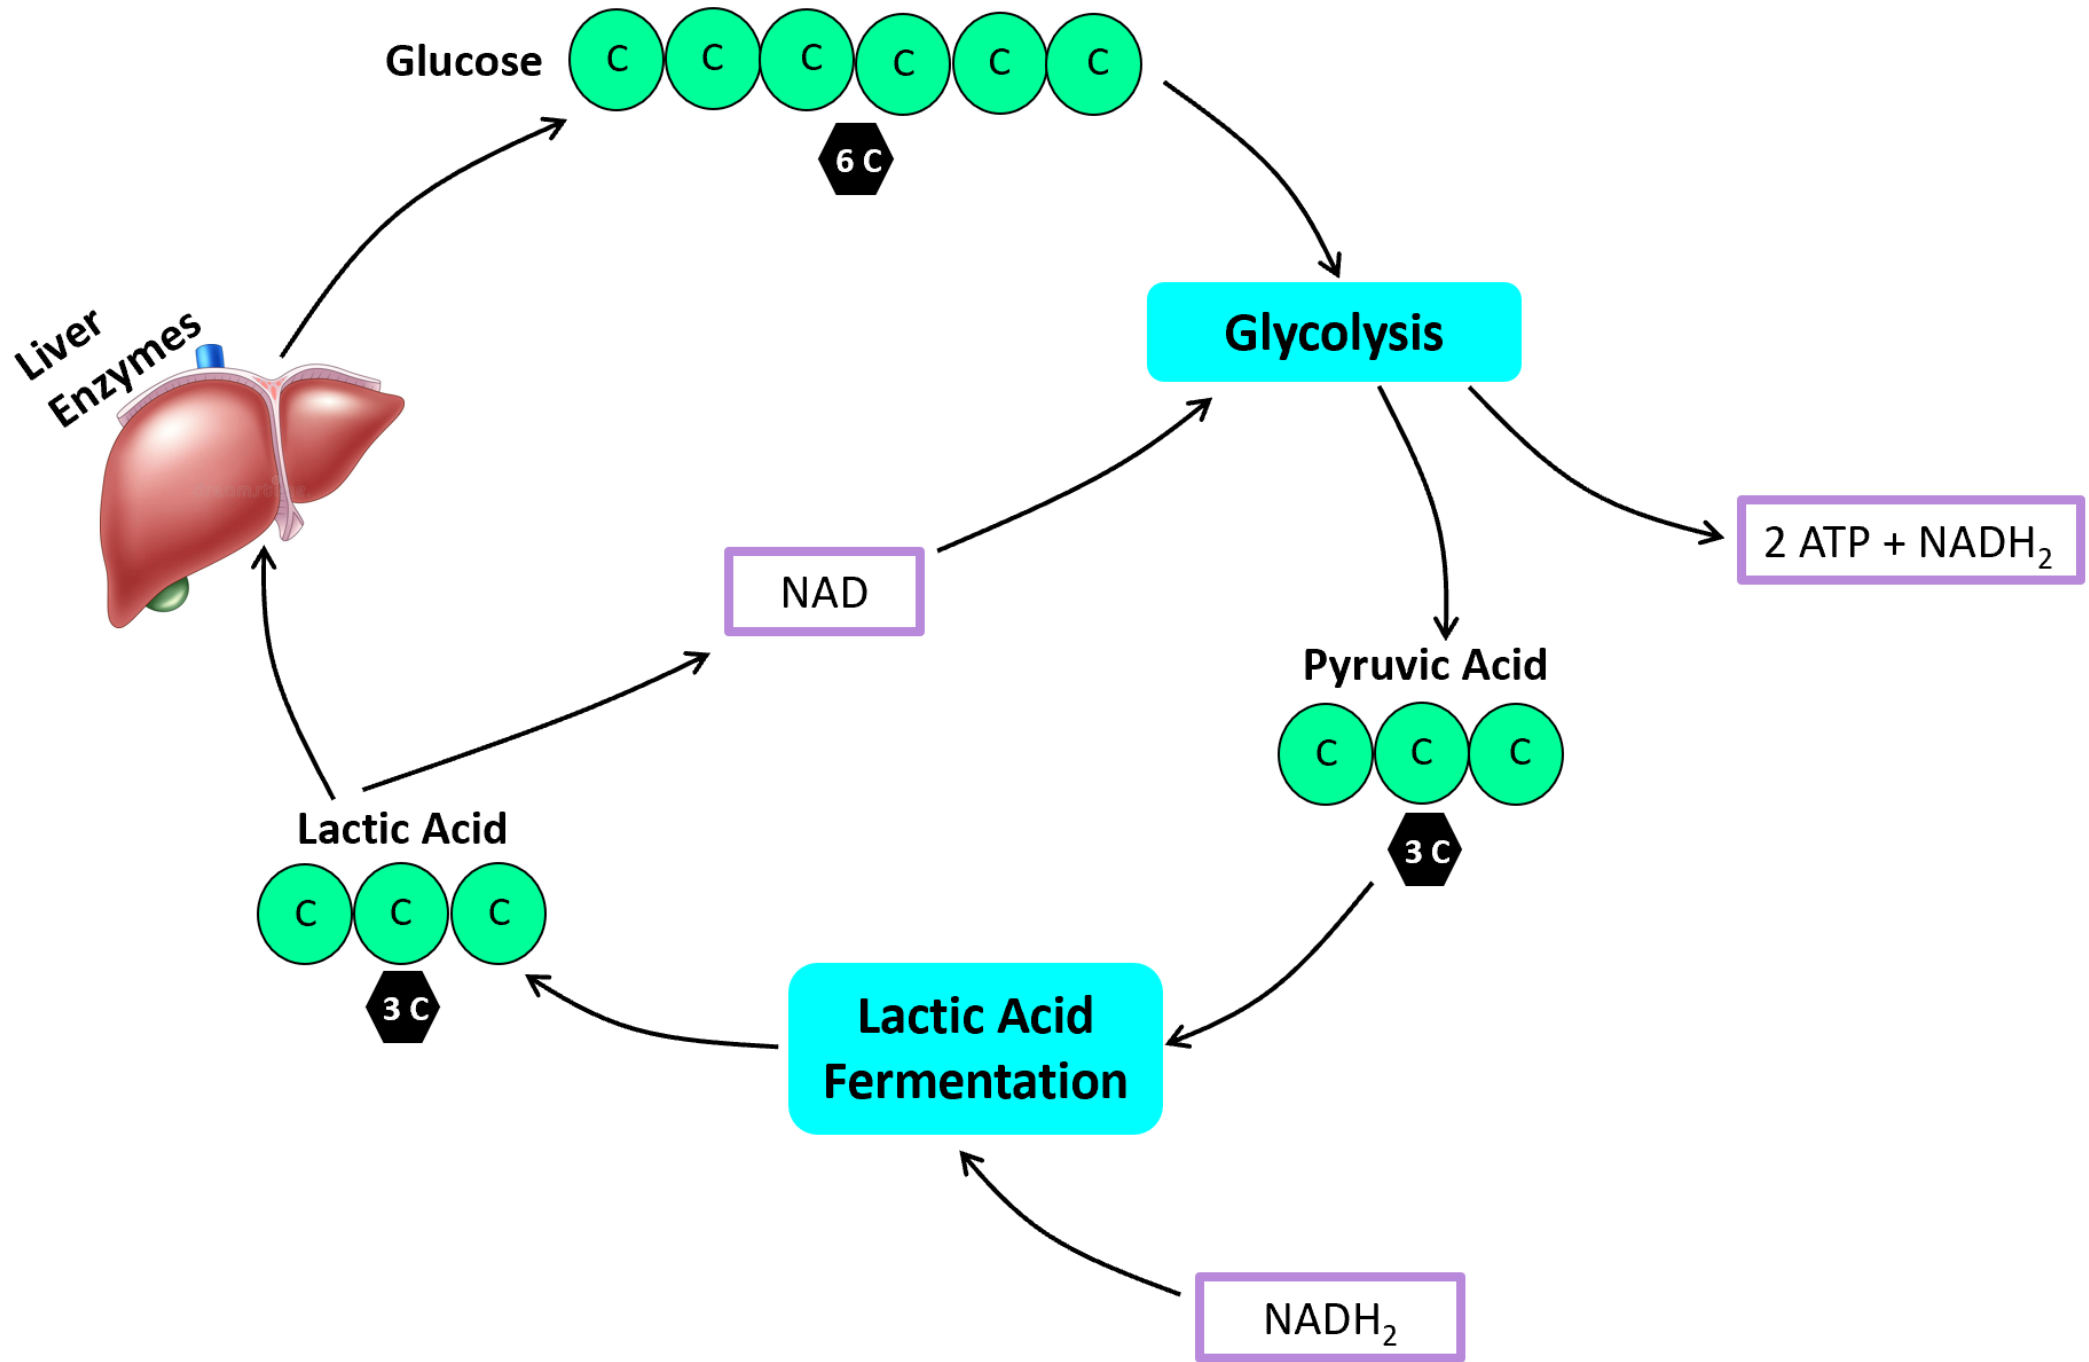 Glucose
C C C C C C
6 C
Liver
Enzymes
Glycolysis
NAD
2 ATP + NADH₂
Pyruvic Acid
C C C
3 C
Lactic Acid
C C C
3 C
Lactic Acid
Fermentation
NADH₂